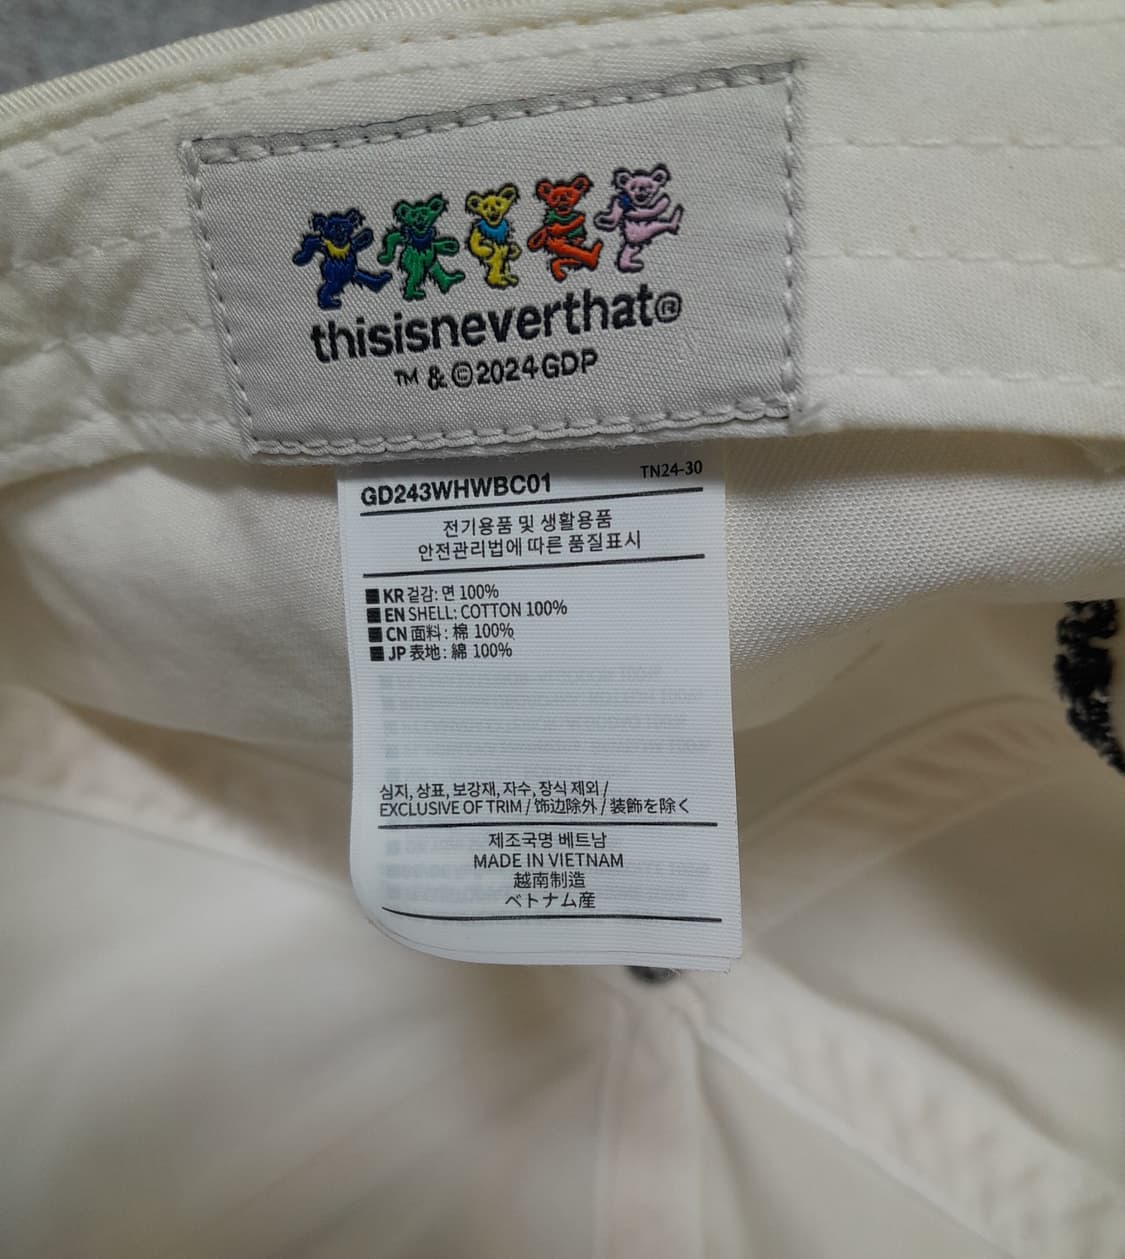 thisisneverthat®
™ & ©2024 GDP
GD243WHWBC01 TN24-30
전기용품 및 생활용품
안전관리법에 따른 품질표시
KR 겉감: 면 100%
EN SHELL: COTTON 100%
CN 面料: 棉 100%
JP 表地: 綿 100%
심지, 상표, 보강재, 자수, 장식 제외 /
EXCLUSIVE OF TRIM / 饰边除外 / 装飾を除く
제조국명 베트남
MADE IN VIETNAM
越南制造
ベトナム産